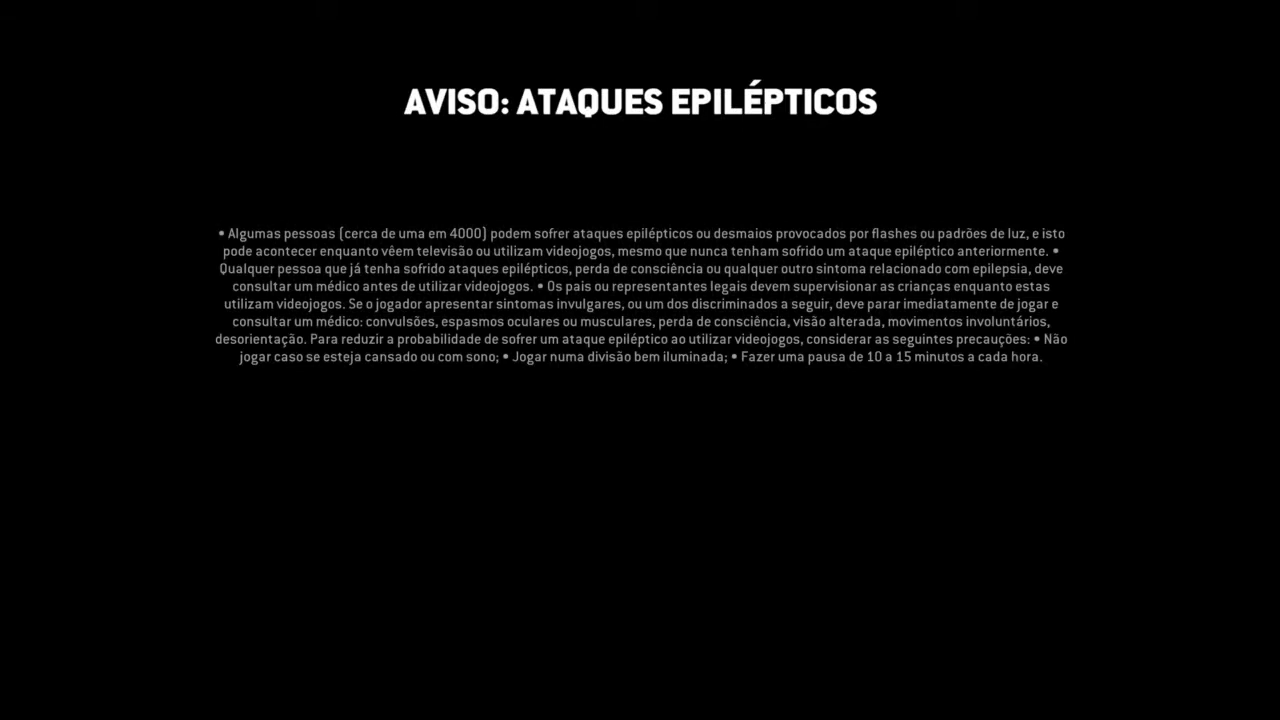 AVISO: ATAQUES EPILÉPTICOS
• Algumas pessoas (cerca de uma em 4000) podem sofrer ataques epilépticos ou desmaios provocados por flashes ou padrões de luz, e isto
pode acontecer enquanto vêem televisão ou utilizam videojogos, mesmo que nunca tenham sofrido um ataque epiléptico anteriormente. •
Qualquer pessoa que já tenha sofrido ataques epilépticos, perda de consciência ou qualquer outro sintoma relacionado com epilepsia, deve
consultar um médico antes de utilizar videojogos. • Os pais ou representantes legais devem supervisionar as crianças enquanto estas
utilizam videojogos. Se o jogador apresentar sintomas invulgares, ou um dos discriminados a seguir, deve parar imediatamente de jogar e
consultar um médico: convulsões, espasmos oculares ou musculares, perda de consciência, visão alterada, movimentos involuntários,
desorientação. Para reduzir a probabilidade de sofrer um ataque epiléptico ao utilizar videojogos, considerar as seguintes precauções: • Não
jogar caso se esteja cansado ou com sono; • Jogar numa divisão bem iluminada; • Fazer uma pausa de 10 a 15 minutos a cada hora.